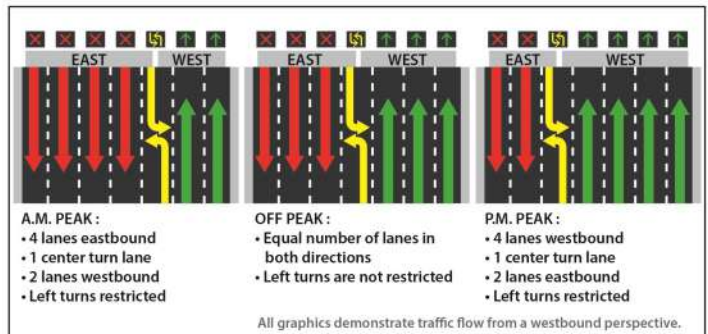 EAST WEST
A.M. PEAK :
• 4 lanes eastbound
• 1 center turn lane
• 2 lanes westbound
• Left turns restricted
EAST WEST
OFF PEAK :
• Equal number of lanes in
both directions
• Left turns are not restricted
EAST WEST
P.M. PEAK :
• 4 lanes westbound
• 1 center turn lane
• 2 lanes eastbound
• Left turns restricted
All graphics demonstrate traffic flow from a westbound perspective.